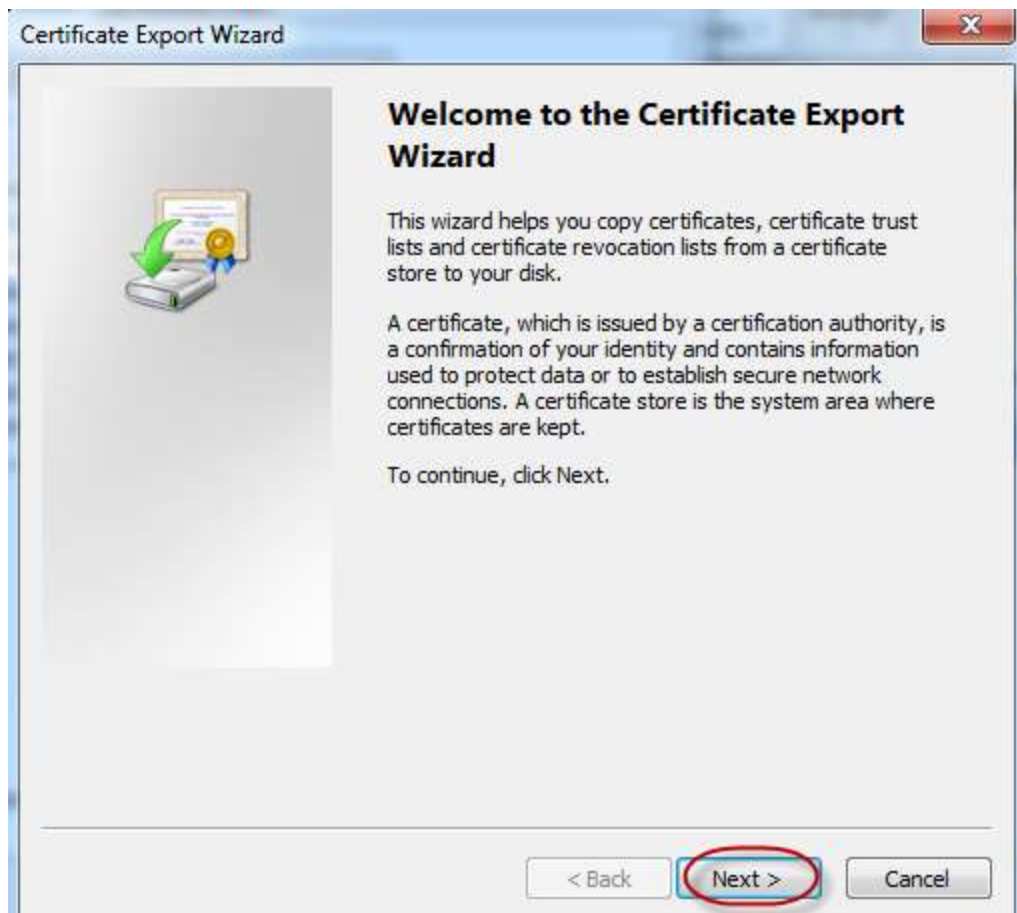 Certificate Export Wizard
Welcome to the Certificate Export
Wizard
This wizard helps you copy certificates, certificate trust
lists and certificate revocation lists from a certificate
store to your disk.
A certificate, which is issued by a certification authority, is
a confirmation of your identity and contains information
used to protect data or to establish secure network
connections. A certificate store is the system area where
certificates are kept.
To continue, click Next.
< Back
Next >
Cancel